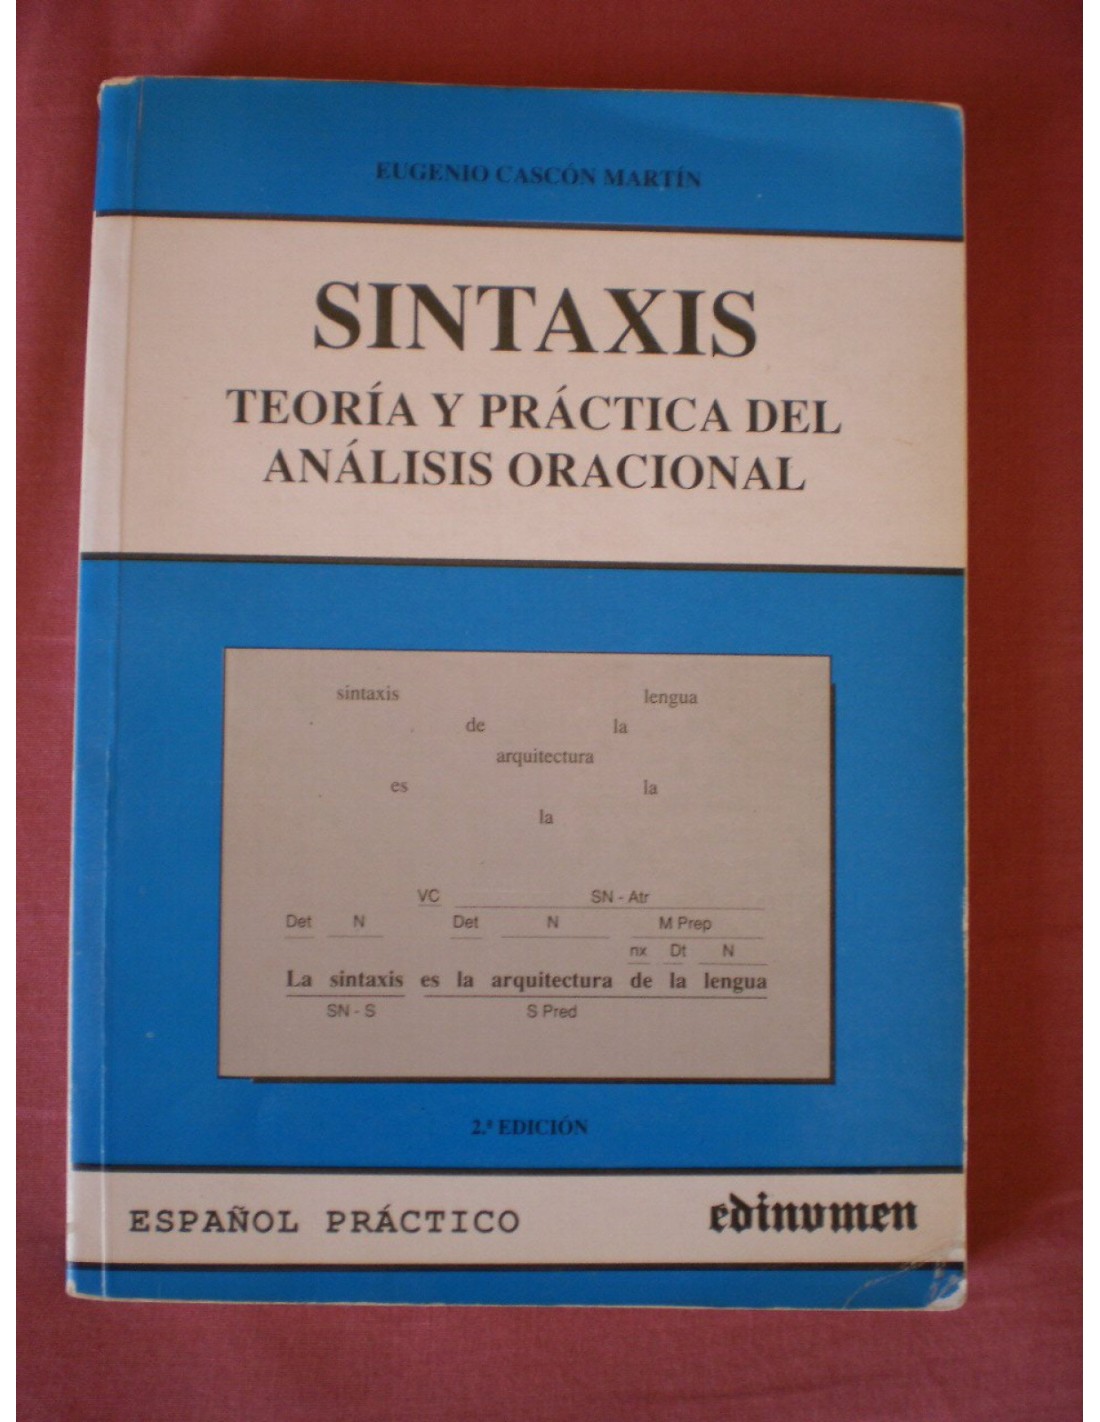 EUGENIO CASCÓN MARTÍN
SINTAXIS
TEORÍA Y PRÁCTICA DEL
ANÁLISIS ORACIONAL
sintaxis lengua
de la
arquitectura
es la
la
VC SN - Atr
Det N Det N M Prep
nx Dt N
La sintaxis es la arquitectura de la lengua
SN - S S Pred
2.ª EDICIÓN
ESPAÑOL PRÁCTICO edinumen